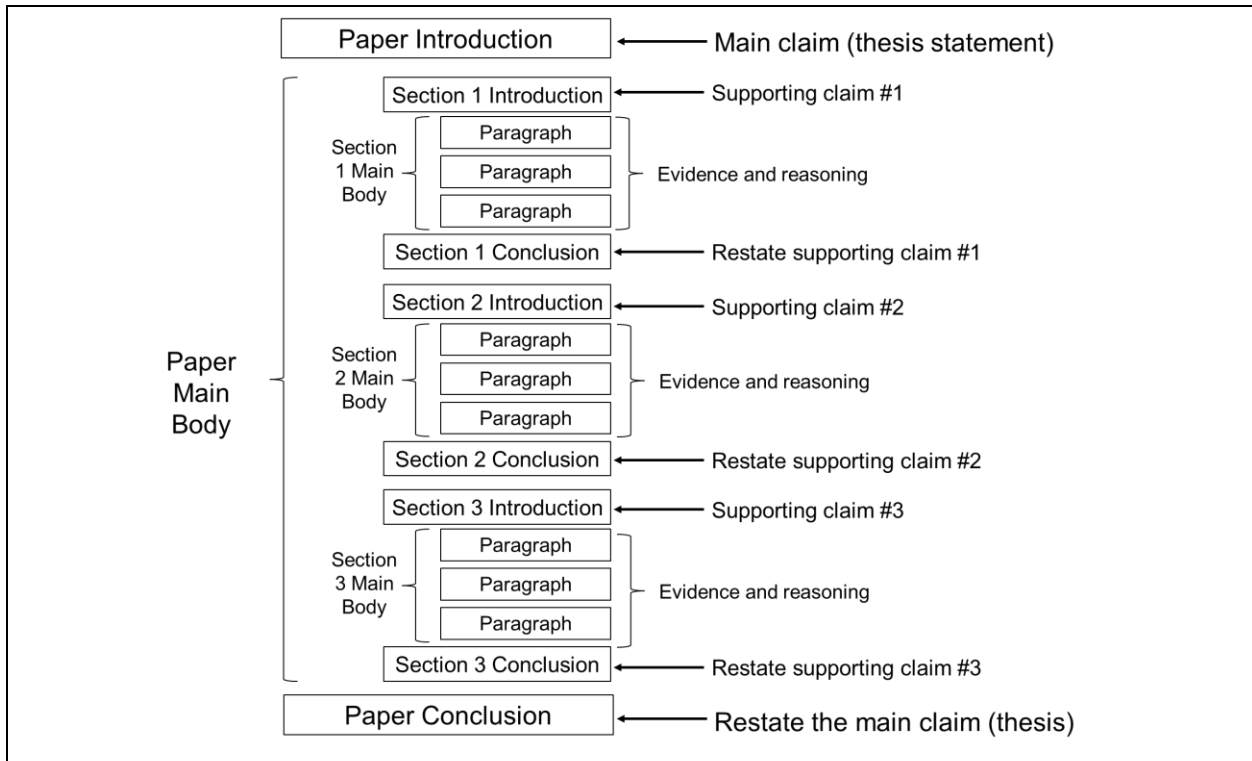 Paper Introduction
Main claim (thesis statement)
Section 1 Introduction
Supporting claim #1
Section
1 Main
Body
Paragraph
Paragraph
Paragraph
Evidence and reasoning
Section 1 Conclusion
Restate supporting claim #1
Section 2 Introduction
Supporting claim #2
Paper
Main
Body
Section
2 Main
Body
Paragraph
Paragraph
Paragraph
Evidence and reasoning
Section 2 Conclusion
Restate supporting claim #2
Section 3 Introduction
Supporting claim #3
Section
3 Main
Body
Paragraph
Paragraph
Paragraph
Evidence and reasoning
Section 3 Conclusion
Restate supporting claim #3
Paper Conclusion
Restate the main claim (thesis)